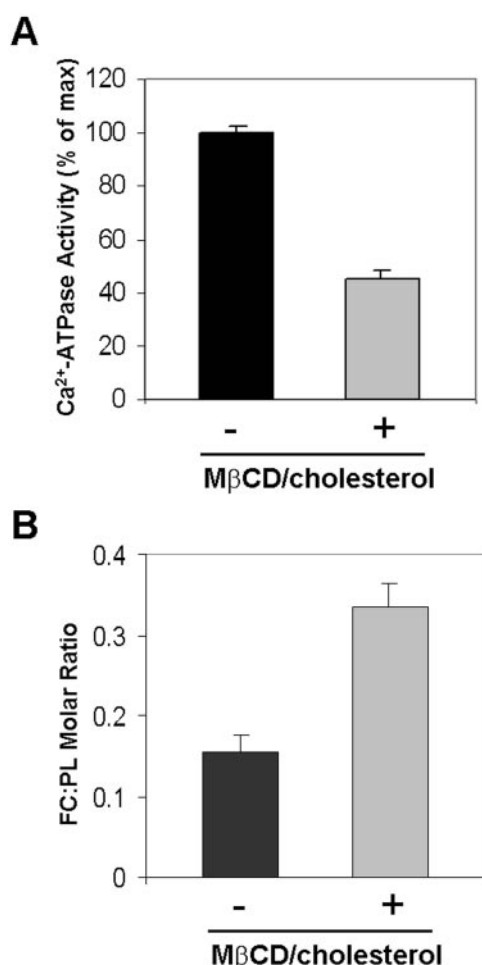 A
Ca²⁺-ATPase Activity (% of max)
120
100
80
60
40
20
0
- +
MβCD/cholesterol
B
FC:PL Molar Ratio
0.4
0.3
0.2
0.1
0
- +
MβCD/cholesterol